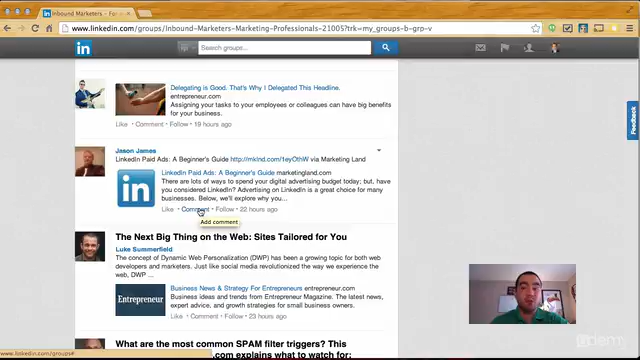 Inbound Marketers – Fo
www.linkedin.com/groups/Inbound-Marketers-Marketing-Professionals-21005?trk=my_groups-b-grp-v
in
Search groups...
Delegating is Good. That's Why I Delegated This Headline.
entrepreneur.com
Assigning your tasks to your employees or colleagues can have big benefits
for your business.
Like • Comment • Follow • 19 hours ago
Feedback
Jason James
LinkedIn Paid Ads: A Beginner's Guide http://mklnd.com/1eyOthW via Marketing Land
LinkedIn Paid Ads: A Beginner's Guide marketingland.com
There are lots of ways to spend your digital advertising budget today; but, have
you considered LinkedIn? Advertising on LinkedIn is a great choice for many
businesses. Below, we'll explore why you...
in
Like • Comment • Follow • 22 hours ago
Add comment
The Next Big Thing on the Web: Sites Tailored for You
Luke Summerfield
The concept of Dynamic Web Personalization (DWP) has been a growing topic for both web
developers and marketers. Just like social media revolutionized the way we experience the
web, DWP ...
Business News & Strategy For Entrepreneurs entrepreneur.com
Business ideas and trends from Entrepreneur Magazine. The latest news,
expert advice, and growth strategies for small business owners.
Entrepreneur
Like • Comment • Follow • 23 hours ago
What are the most common SPAM filter triggers? This
.com explains what to watch for:
www.linkedin.com/groups#
udemy